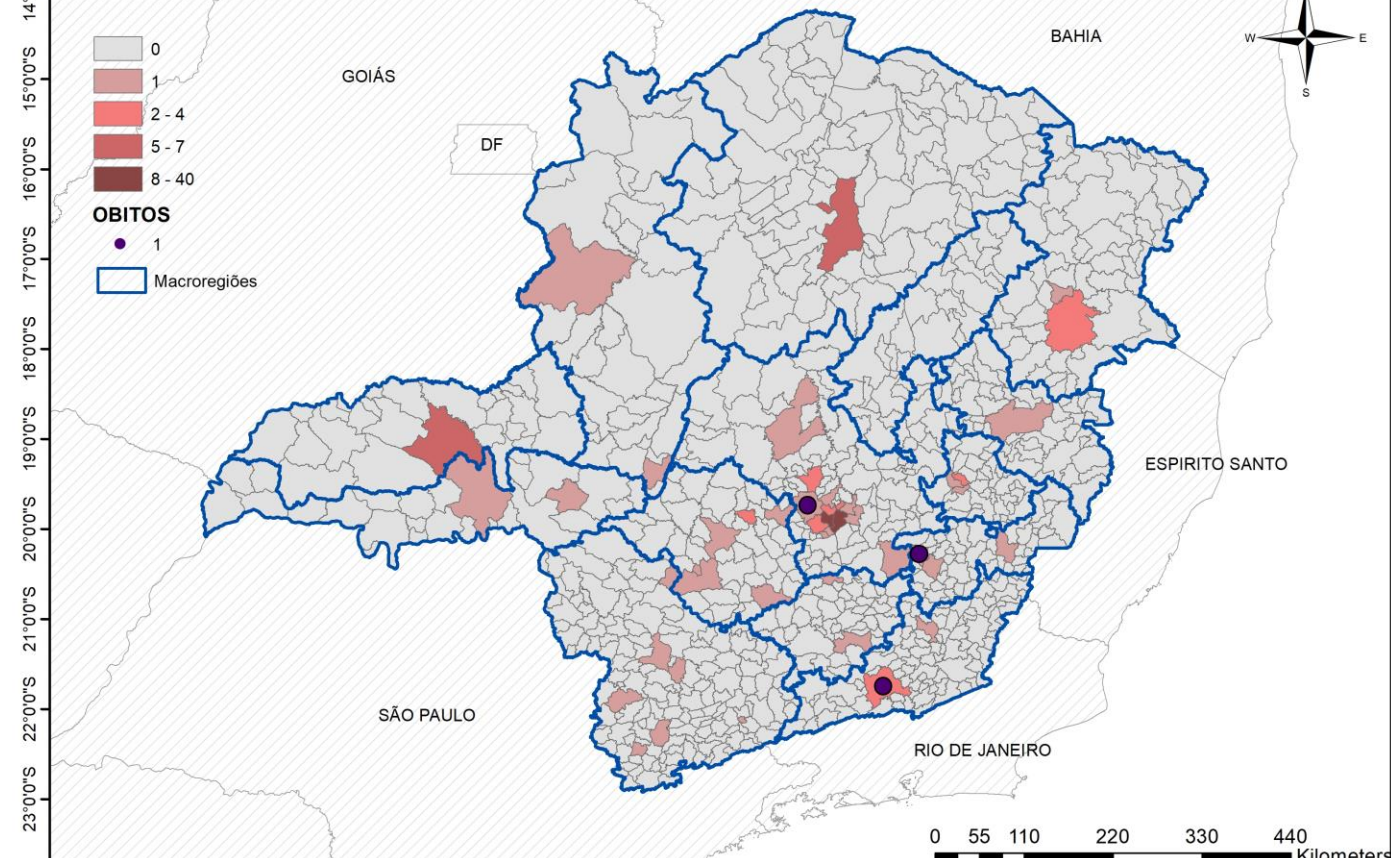 14°
15°0'0"S
16°0'0"S
17°0'0"S
18°0'0"S
19°0'0"S
20°0'0"S
21°0'0"S
22°0'0"S
23°0'0"S
0
1
2 - 4
5 - 7
8 - 40
OBITOS
1
Macroregiões
GOIÁS
DF
BAHIA
W
E
S
ESPIRITO SANTO
SÃO PAULO
RIO DE JANEIRO
0 55 110 220 330 440
Kilometers